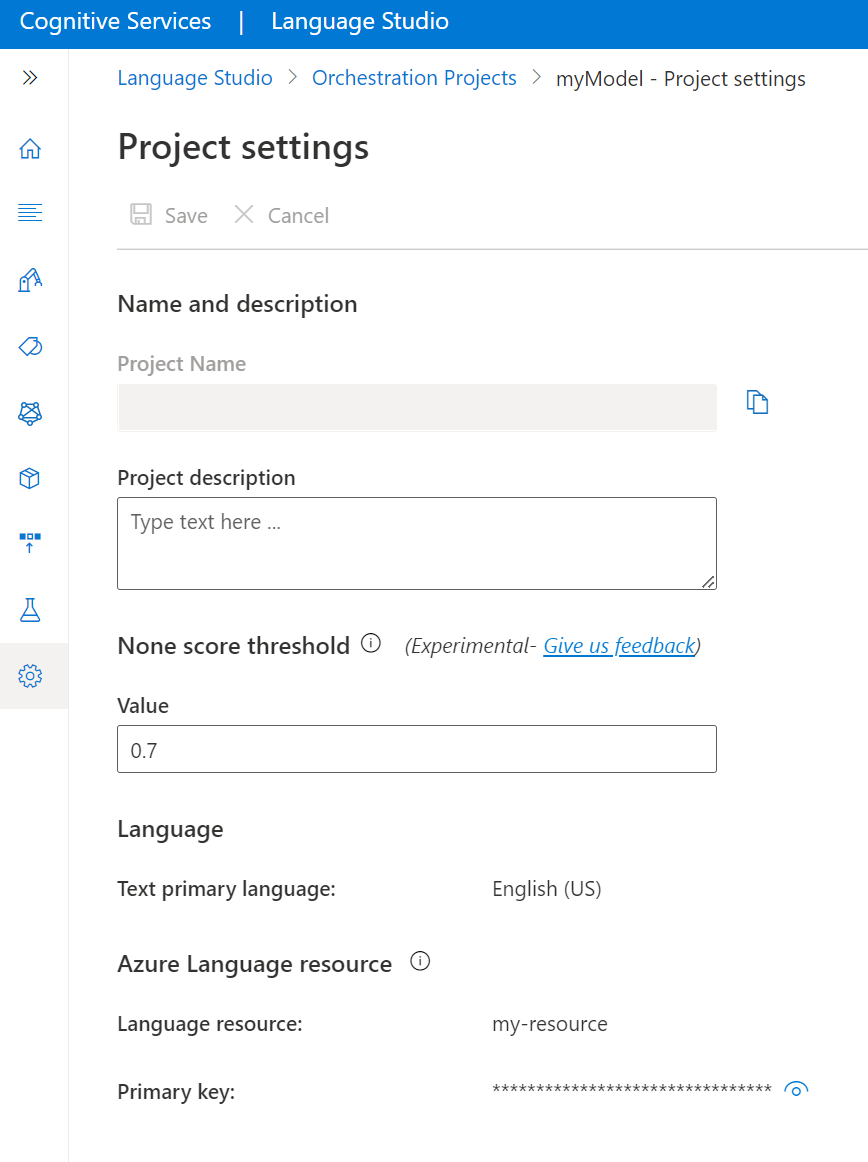 Cognitive Services | Language Studio
Language Studio > Orchestration Projects > myModel - Project settings
Project settings
Save Cancel
Name and description
Project Name
Project description
Type text here ...
None score threshold (Experimental- Give us feedback)
Value
0.7
Language
Text primary language: English (US)
Azure Language resource
Language resource: my-resource
Primary key: ********************************